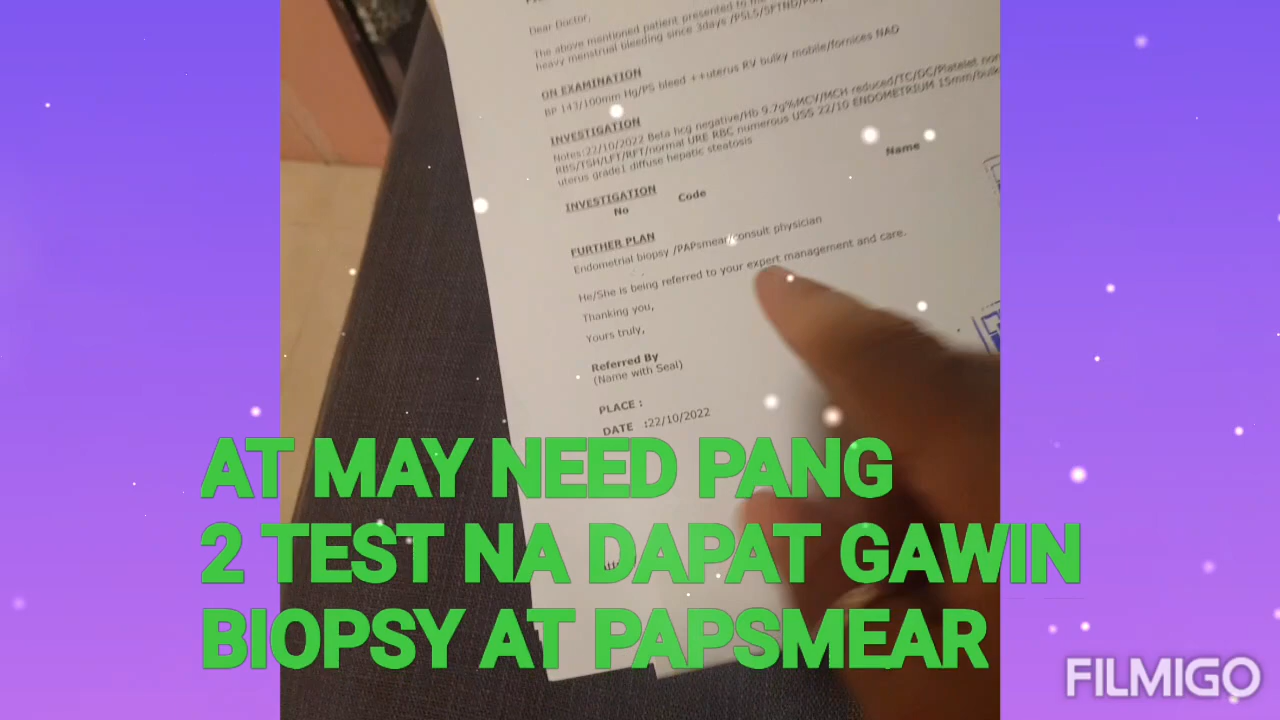 Dear Doctor,
The above mentioned patient presented to the
heavy menstrual bleeding since 3days /PSLS/SFTND/
ON EXAMINATION
BP 143/100mm Hg/PS bleed ++uterus RV bulky mobile/fornices NAD
INVESTIGATION
Notes:22/10/2022 Beta hcg negative/Hb 9.7g%MCV/MCH reduced/TC/DC/Platelet
RBS/TSH/LFT/RFT/normal URE RBC numerous USS 22/10 ENDOMETRIUM 15mm/
uterus grade1 diffuse hepatic steatosis
INVESTIGATION
No Code Name
FURTHER PLAN
Endometrial biopsy /PAPsmear/consult physician
He/She is being referred to your expert management and care.
Thanking you,
Yours truly,
Referred By
(Name with Seal)
PLACE :
DATE :22/10/2022
AT MAY NEED PANG
2 TEST NA DAPAT GAWIN
BIOPSY AT PAPSMEAR
FILMIGO